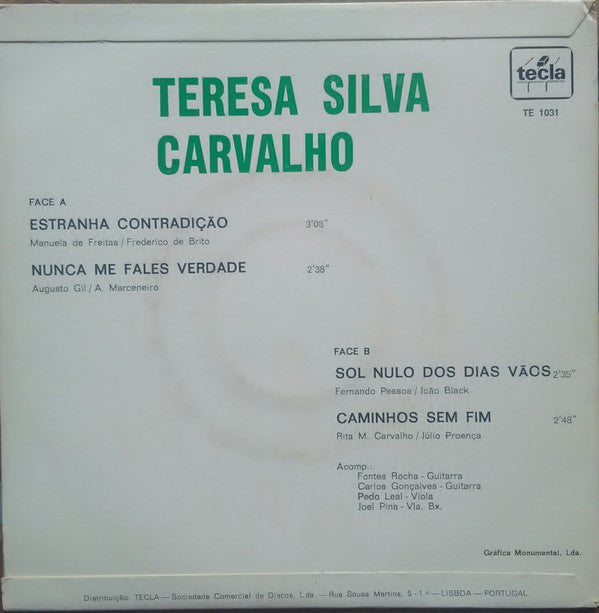 tecla
TE 1031
TERESA SILVA
CARVALHO
FACE A
ESTRANHA CONTRADIÇÃO 3'08"
Manuela de Freitas / Frederico de Brito
NUNCA ME FALES VERDADE 2'38"
Augusto Gil / A. Marceneiro
FACE B
SOL NULO DOS DIAS VÃOS 2'35"
Fernando Pessoa / João Black
CAMINHOS SEM FIM 2'48"
Rita M. Carvalho / Júlio Proença
Acomp.:
Fontes Rocha - Guitarra
Carlos Gonçalves - Guitarra
Pedo Leal - Viola
Joel Pina - Vla. Bx.
Gráfica Monumental, Lda.
Distribuição: TECLA — Sociedade Comercial de Discos, Lda. — Rua Sousa Martins, 5 - 1.º — LISBOA — PORTUGAL